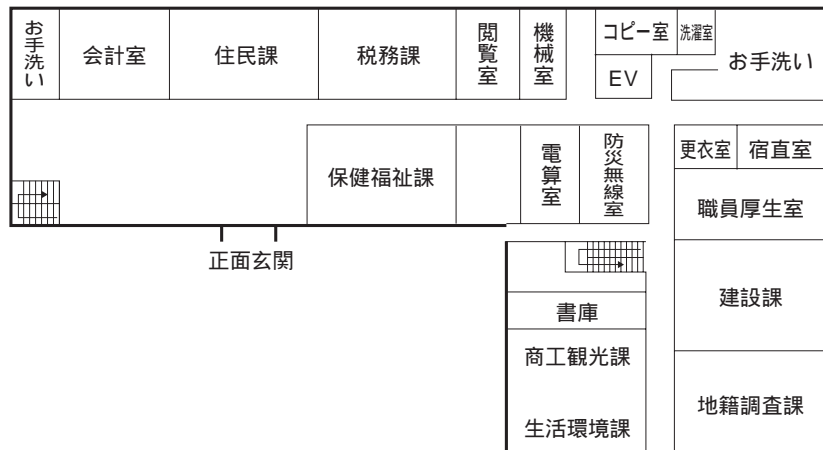 お手洗い
会計室
住民課
税務課
閲覧室
機械室
コピー室
洗濯室
EV
お手洗い
保健福祉課
電算室
防災無線室
更衣室
宿直室
職員厚生室
正面玄関
建設課
書庫
商工観光課
地籍調査課
生活環境課